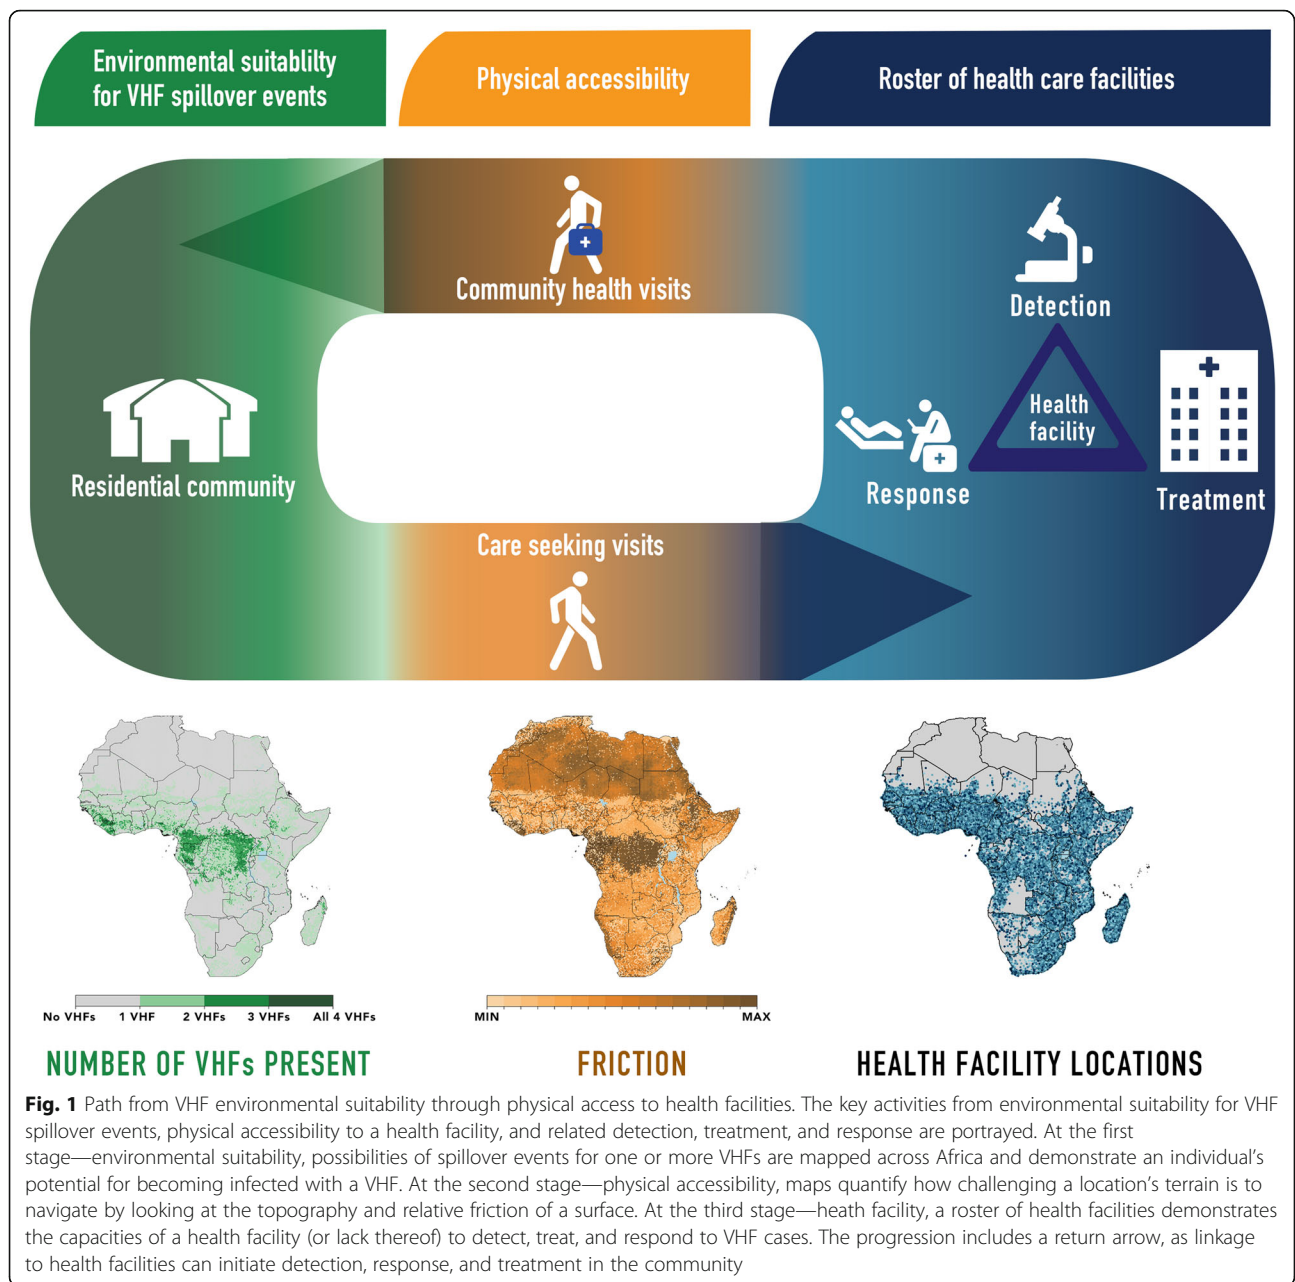 Environmental suitablilty
for VHF spillover events
Physical accessibility
Roster of health care facilities
Community health visits
Detection
Health
facility
Residential community
Response
Treatment
Care seeking visits
No VHFs 1 VHF 2 VHFs 3 VHFs All 4 VHFs
MIN MAX
NUMBER OF VHFs PRESENT
FRICTION
HEALTH FACILITY LOCATIONS
Fig. 1 Path from VHF environmental suitability through physical access to health facilities. The key activities from environmental suitability for VHF
spillover events, physical accessibility to a health facility, and related detection, treatment, and response are portrayed. At the first
stage—environmental suitability, possibilities of spillover events for one or more VHFs are mapped across Africa and demonstrate an individual's
potential for becoming infected with a VHF. At the second stage—physical accessibility, maps quantify how challenging a location's terrain is to
navigate by looking at the topography and relative friction of a surface. At the third stage—heath facility, a roster of health facilities demonstrates
the capacities of a health facility (or lack thereof) to detect, treat, and respond to VHF cases. The progression includes a return arrow, as linkage
to health facilities can initiate detection, response, and treatment in the community